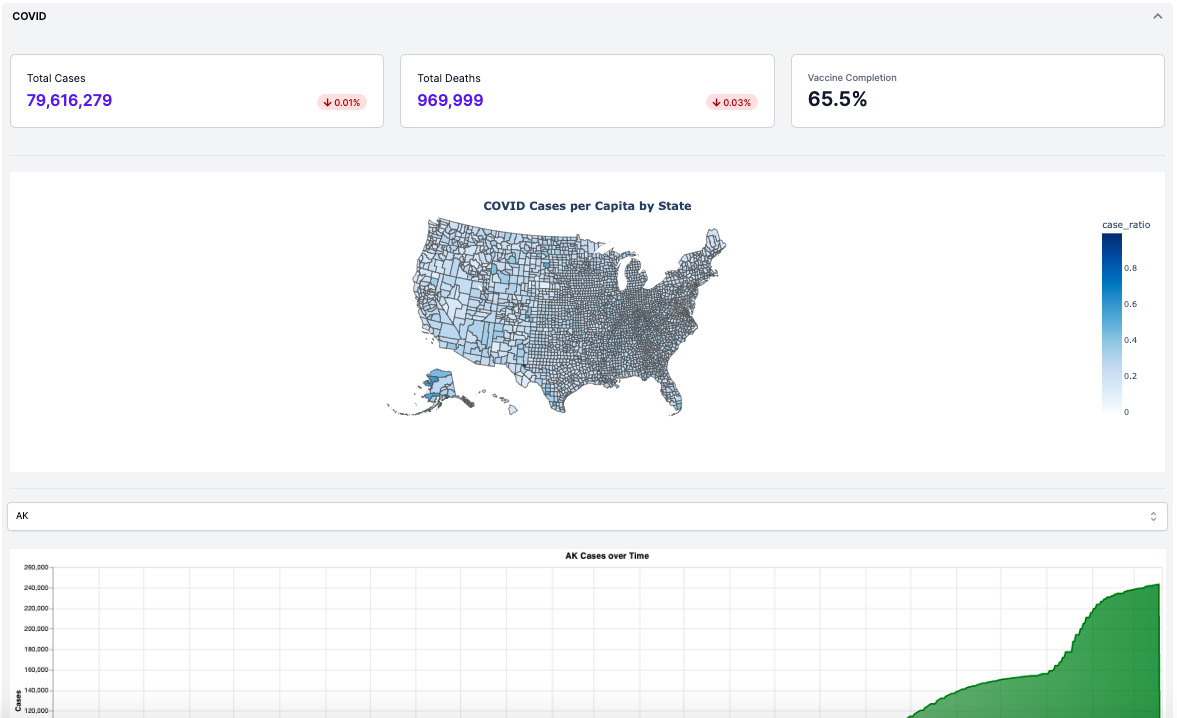 COVID
Total Cases
79,616,279
0.01%
Total Deaths
969,999
0.03%
Vaccine Completion
65.5%
COVID Cases per Capita by State
case_ratio
0.8
0.6
0.4
0.2
0
AK
AK Cases over Time
260,000
240,000
220,000
200,000
180,000
160,000
140,000
120,000
Cases